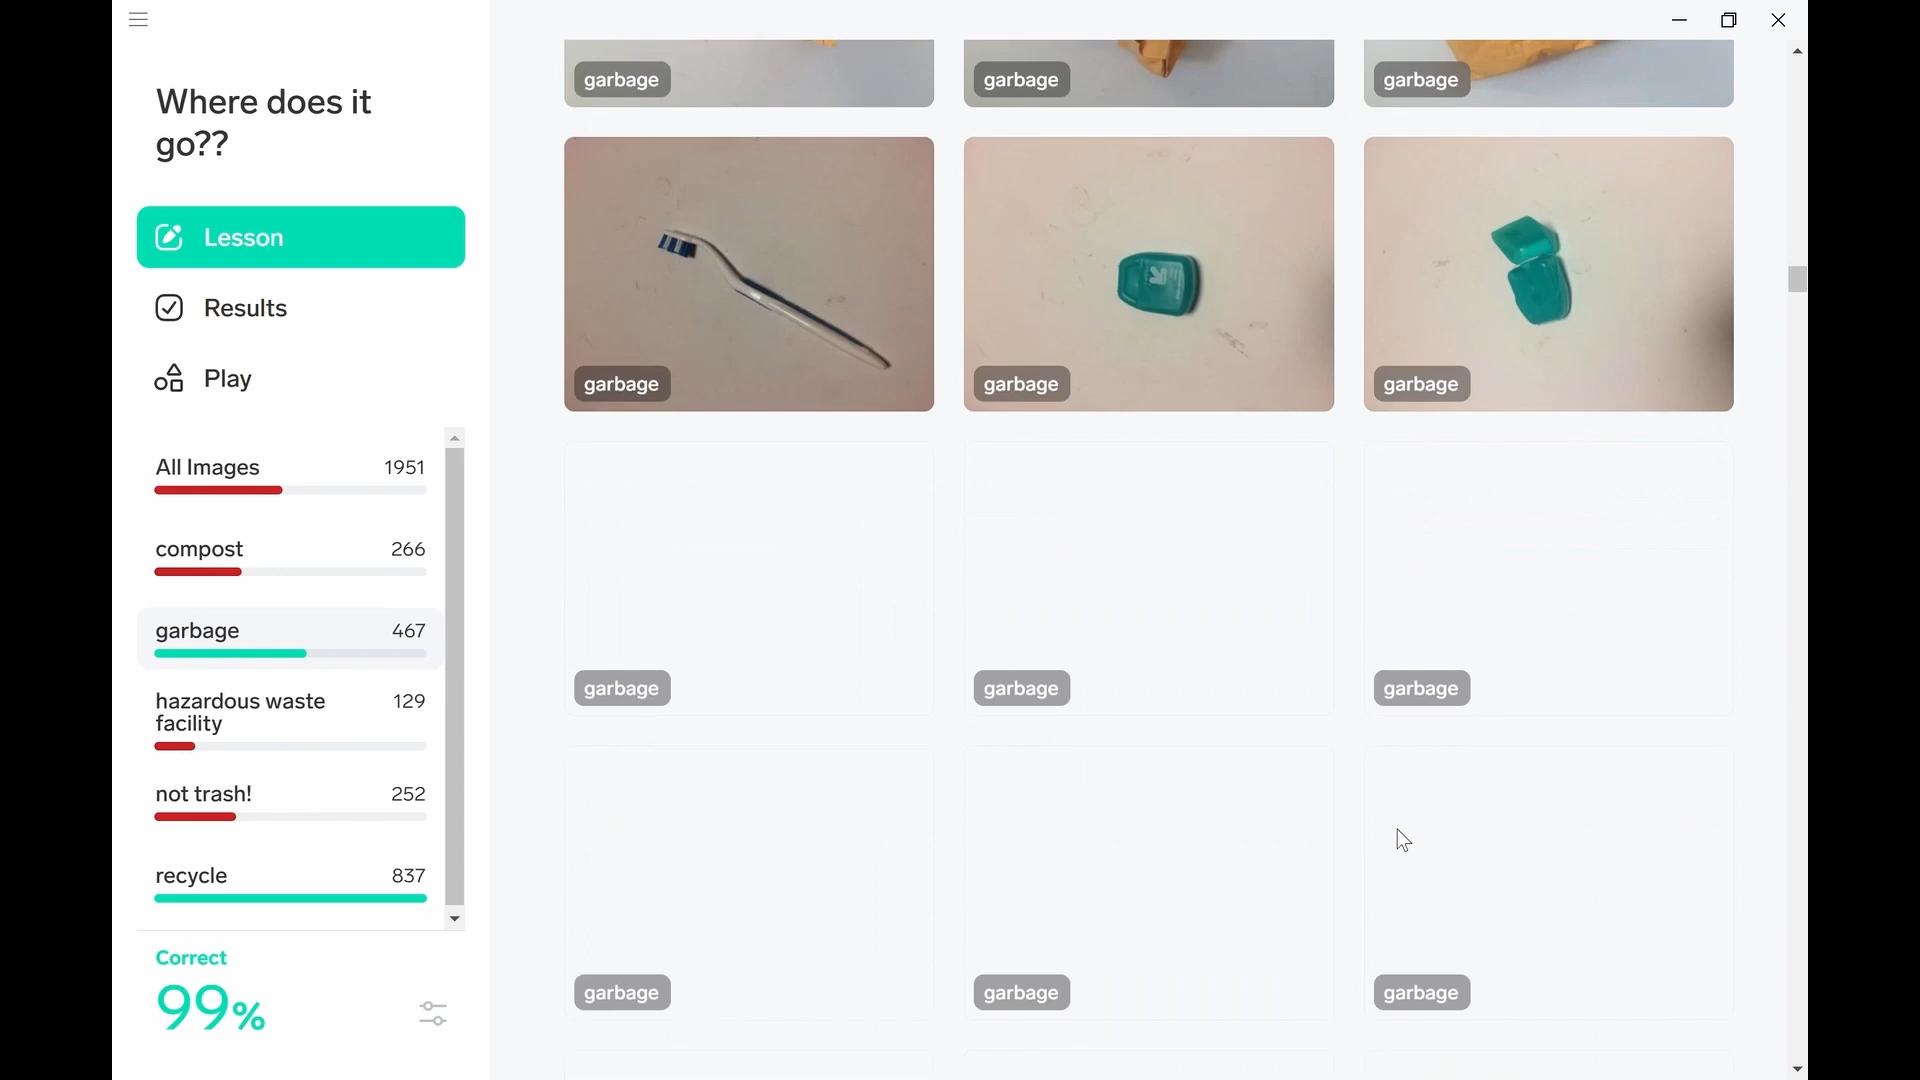 Where does it
go??
Lesson
Results
Play
All Images 1951
compost 266
garbage 467
hazardous waste 129
facility
not trash! 252
recycle 837
Correct
99%
garbage garbage garbage
garbage garbage garbage
garbage garbage garbage
garbage garbage garbage